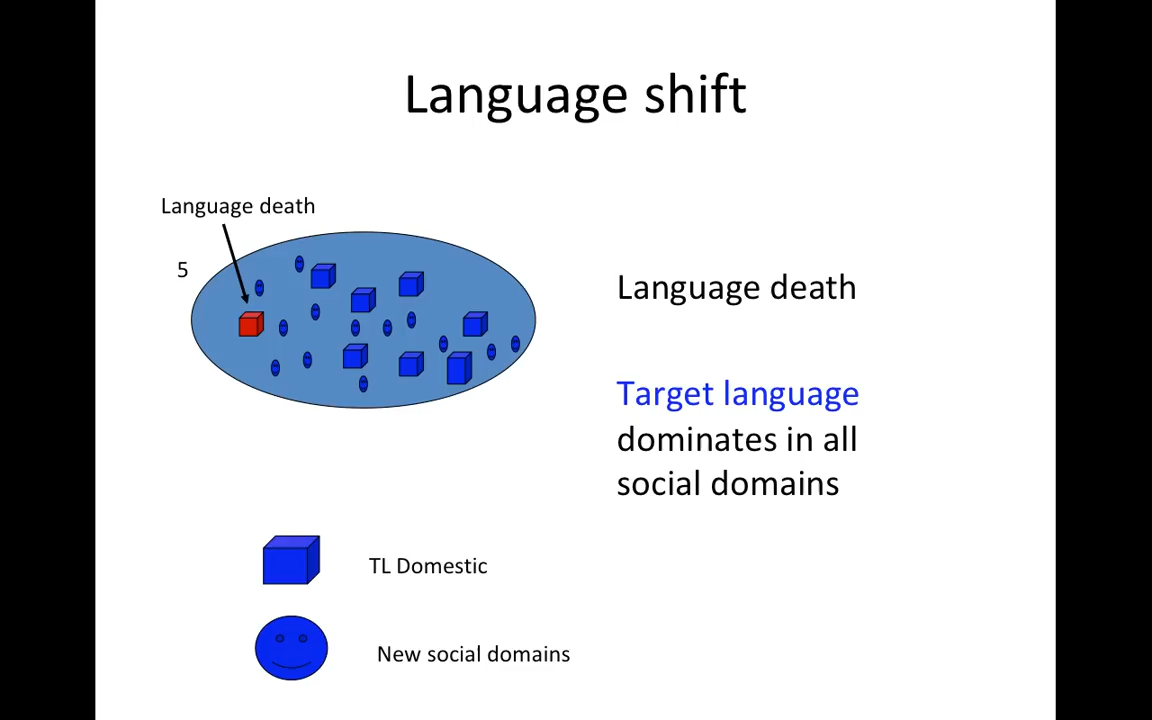 Language shift
Language death
5
Language death
Target language
dominates in all
social domains
TL Domestic
New social domains